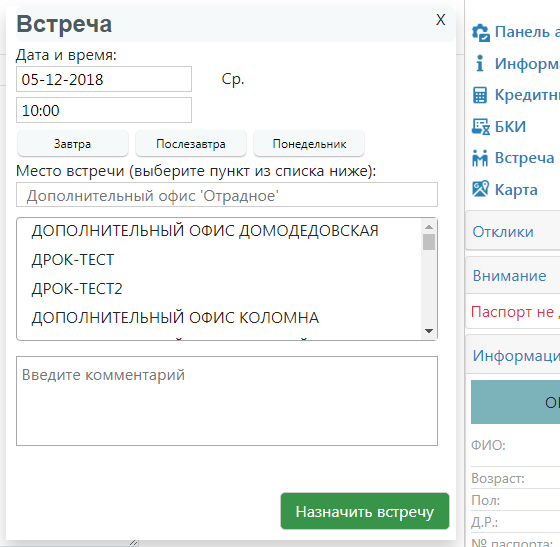 Встреча
X
Дата и время:
05-12-2018
Ср.
10:00
Завтра
Послезавтра
Понедельник
Место встречи (выберите пункт из списка ниже):
Дополнительный офис 'Отрадное'
ДОПОЛНИТЕЛЬНЫЙ ОФИС ДОМОДЕДОВСКАЯ
ДРОК-ТЕСТ
ДРОК-ТЕСТ2
ДОПОЛНИТЕЛЬНЫЙ ОФИС КОЛОМНА
Введите комментарий
Назначить встречу
Панель а
Информ
Кредитн
БКИ
Встреча
Карта
Отклики
Внимание
Паспорт не
Информаци
ФИО:
Возраст:
Пол:
Д.Р.:
№ паспорта: